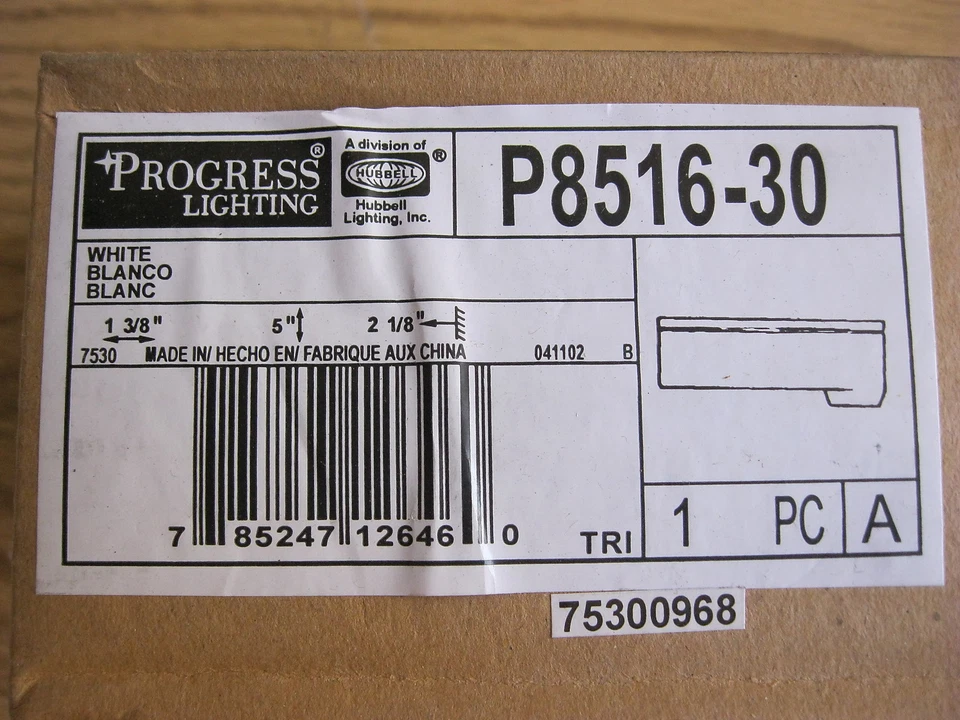 PROGRESS®
LIGHTING
A division of
HUBBELL®
Hubbell
Lighting, Inc.
P8516-30
WHITE
BLANCO
BLANC
1 3/8" 5" 2 1/8"
7530 MADE IN/ HECHO EN/ FABRIQUE AUX CHINA 041102 B
7 85247 12646 0
TRI
1 PC A
75300968